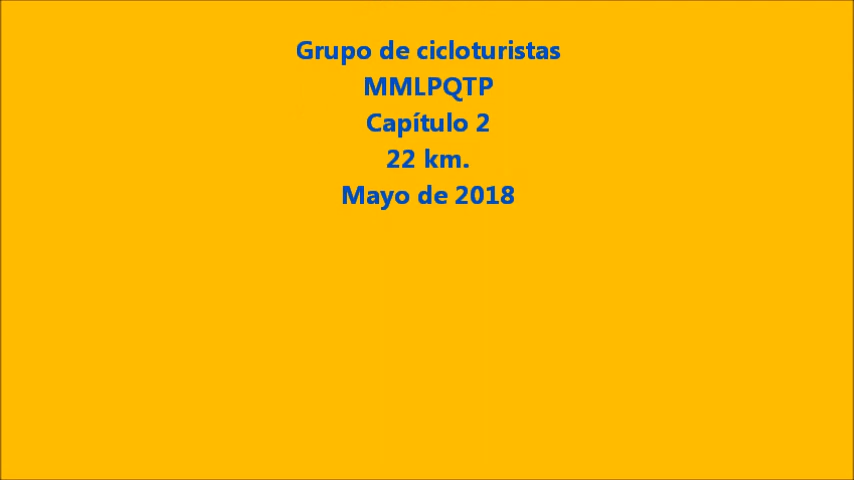 Grupo de cicloturistas
MMLPQTP
Capítulo 2
22 km.
Mayo de 2018